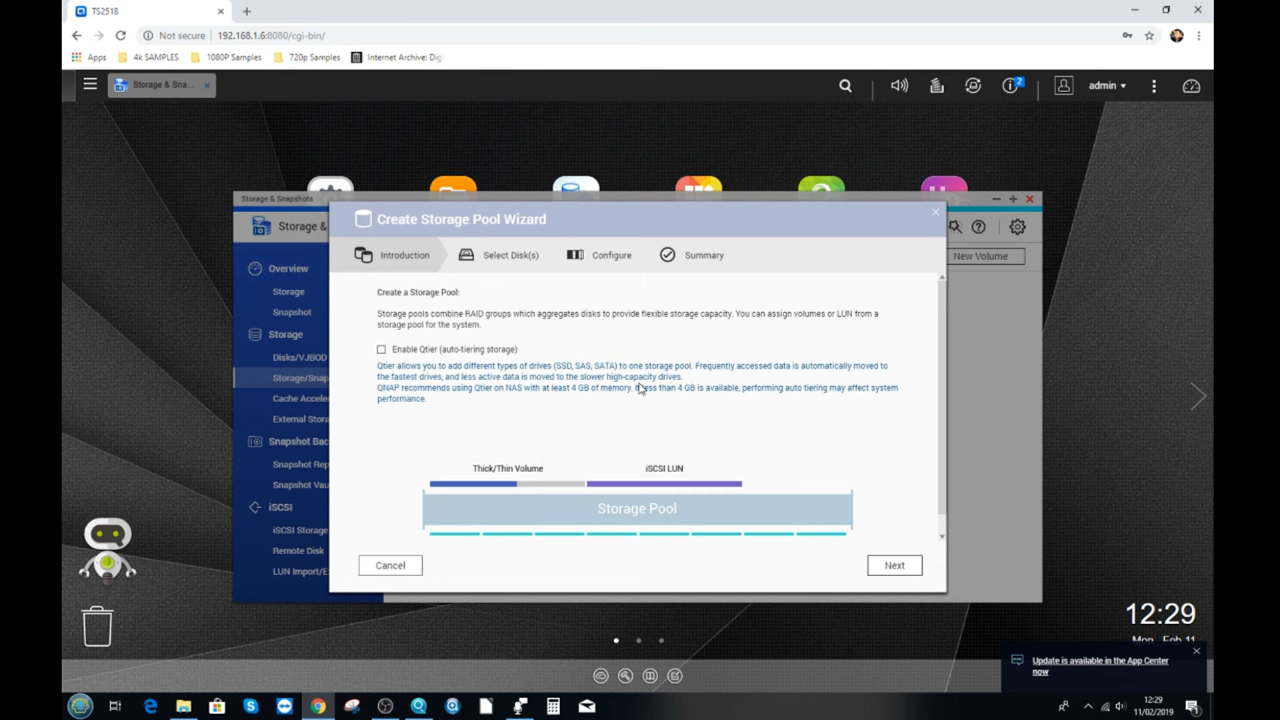 TS251B
Not secure
192.168.1.6:8080/cgi-bin/
Apps
4k SAMPLES
1080P Samples
720p Samples
Internet Archive: Dig
Storage & Sna...
2
admin
Storage & Snapshots
Storage &
Create Storage Pool Wizard
Introduction
Select Disk(s)
Configure
Summary
New Volume
Overview
Storage
Snapshot
Storage
Disks/VJBOD
Storage/Snap
Cache Acceler
External Stora
Snapshot Bac
Snapshot Rep
Snapshot Vau
iSCSI
iSCSI Storage
Remote Disk
LUN Import/E
Create a Storage Pool:
Storage pools combine RAID groups which aggregates disks to provide flexible storage capacity. You can assign volumes or LUN from a
storage pool for the system.
Enable Qtier (auto-tiering storage)
Qtier allows you to add different types of drives (SSD, SAS, SATA) to one storage pool. Frequently accessed data is automatically moved to
the fastest drives, and less active data is moved to the slower high-capacity drives.
QNAP recommends using Qtier on NAS with at least 4 GB of memory. If less than 4 GB is available, performing auto tiering may affect system
performance.
Thick/Thin Volume
iSCSI LUN
Storage Pool
Cancel
Next
12:29
Mon., Feb 11
Update is available in the App Center
now
12:29
11/02/2019
1